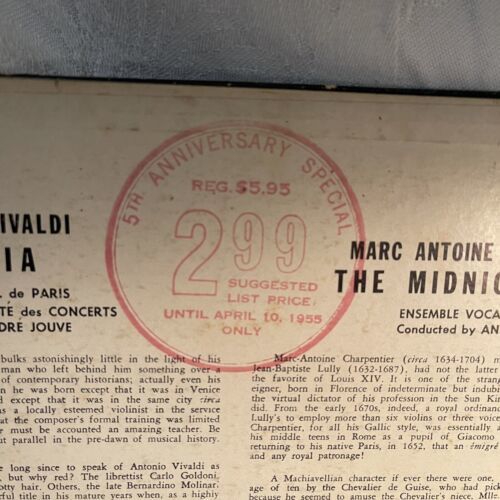 5TH ANNIVERSARY SPECIAL
REG. $5.95
2 99
SUGGESTED
LIST PRICE
UNTIL APRIL 10, 1955
ONLY
IVALDI
IA
. de PARIS
TÉ des CONCERTS
DRÉ JOUVE
bulks astonishingly little in the light of his
man who left behind him something over a
of contemporary historians; actually even his
n he was born except that it was in Venice
d except that it was in the same city circa
as a locally esteemed violinist in the service
at the composer's formal training was limited
must be accounted an amazing teacher. Be
ut parallel in the pre-dawn of musical history.
e long since to speak of Antonio Vivaldi as
, but why red? The librettist Carlo Goldoni,
otty hair. Others, the late Bernardino Molinar
rful title in his mature years when, as a highly
MARC ANTOINE
THE MIDNIG
ENSEMBLE VOCA
Conducted by AN
Marc-Antoine Charpentier (circa 1634-1704) m
Jean-Baptiste Lully (1632-1687), had not the latter
the favorite of Louis XIV. It is one of the strang
eigner, born in Florence of indeterminate but indubit
the virtual dictator of his profession in the Sun Kin
did. From the early 1670s, indeed, a royal ordinanc
Lully's to employ more than six violins or three voice
Charpentier, for all his Gallic style, was essentially a
his middle teens in Rome as a pupil of Giacomo
returning to his native Paris, in 1652, that an émigré
and any royal patronage!
A Machiavellian character if ever there were one,
age of ten by the Chevalier de Guise, who had pick
because he seemed to amuse the Chevalier's niece, Mlle